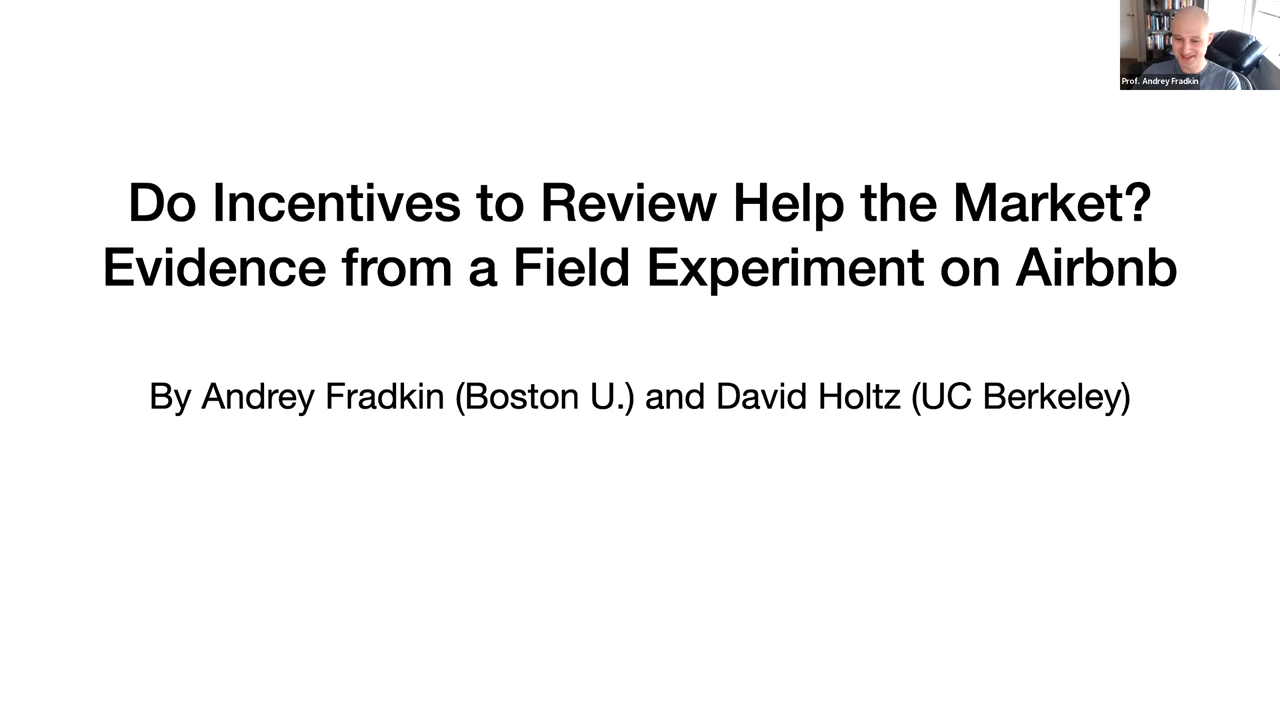 Prof. Andrey Fradkin
Do Incentives to Review Help the Market?
Evidence from a Field Experiment on Airbnb
By Andrey Fradkin (Boston U.) and David Holtz (UC Berkeley)